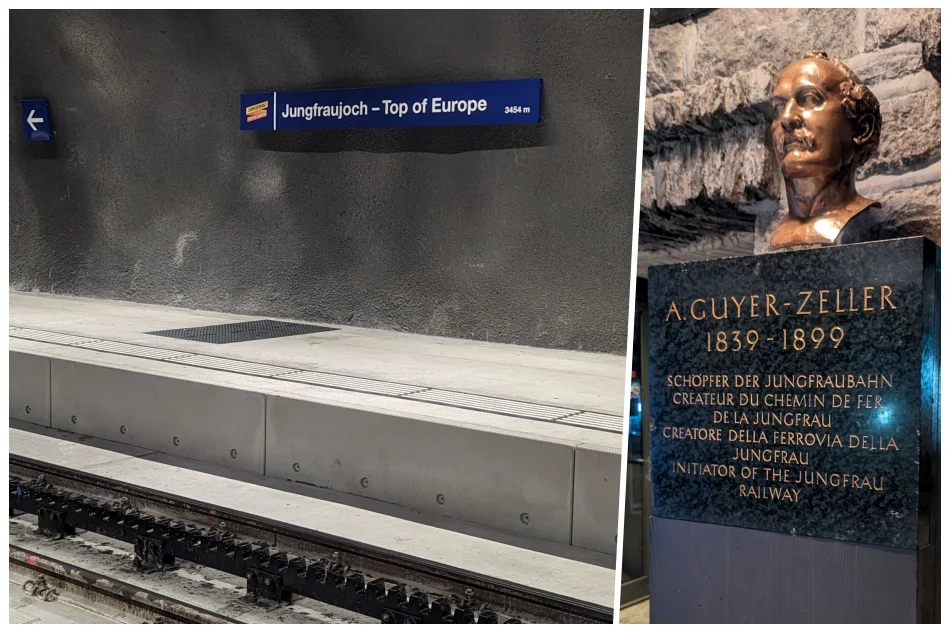 Jungfraujoch – Top of Europe 3454 m
A. GUYER-ZELLER
1839-1899
SCHÖPFER DER JUNGFRAUBAHN
CREATEUR DU CHEMIN DE FER
DE LA JUNGFRAU
CREATORE DELLA FERROVIA DELLA
JUNGFRAU
INITIATOR OF THE JUNGFRAU
RAILWAY